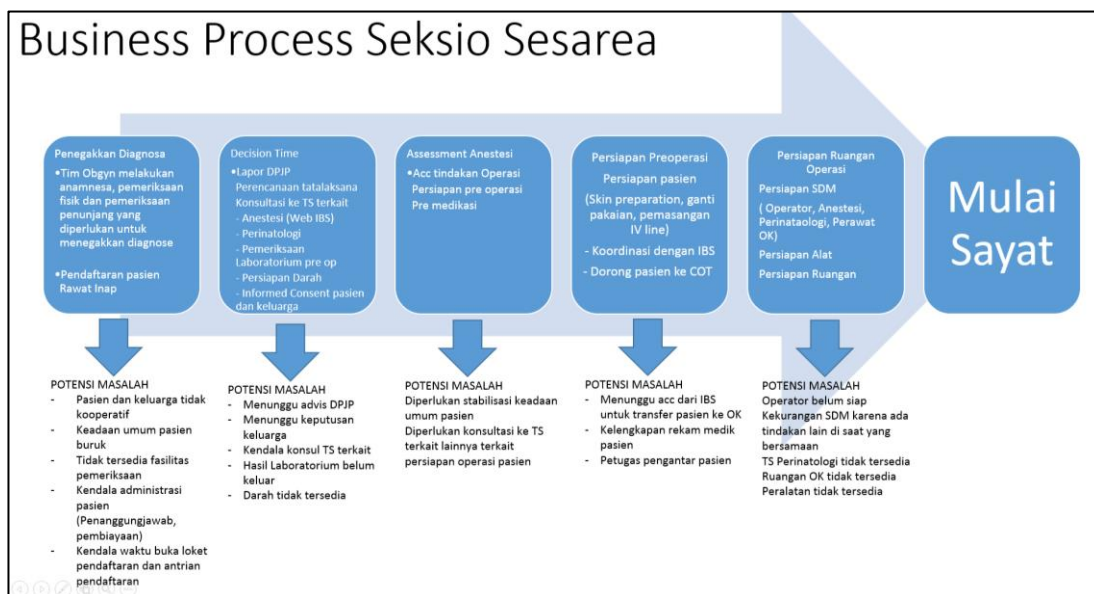 Business Process Seksio Sesarea
Penegakkan Diagnosa
•Tim Obgyn melakukan
anamnesa, pemeriksaan
fisik dan pemeriksaan
penunjang yang
diperlukan untuk
menegakkan diagnose
•Pendaftaran pasien
Rawat Inap
Decision Time
•Lapor DPJP
Perencanaan tatalaksana
Konsultasi ke TS terkait
- Anestesi (Web IBS)
- Perinatologi
- Pemeriksaan
Laboratorium pre op
- Persiapan Darah
- Informed Consent pasien
dan keluarga
Assessment Anestesi
•Acc tindakan Operasi
Persiapan pre operasi
Pre medikasi
Persiapan Preoperasi
Persiapan pasien
(Skin preparation, ganti
pakaian, pemasangan
IV line)
- Koordinasi dengan IBS
- Dorong pasien ke COT
Persiapan Ruangan
Operasi
Persiapan SDM
( Operator, Anestesi,
Perinataologi, Perawat
OK)
Persiapan Alat
Persiapan Ruangan
Mulai
Sayat
POTENSI MASALAH
- Pasien dan keluarga tidak
kooperatif
- Keadaan umum pasien
buruk
- Tidak tersedia fasilitas
pemeriksaan
- Kendala administrasi
pasien
(Penanggungjawab,
pembiayaan)
- Kendala waktu buka loket
pendaftaran dan antrian
pendaftaran
POTENSI MASALAH
- Menunggu advis DPJP
- Menunggu keputusan
keluarga
- Kendala konsul TS terkait
- Hasil Laboratorium belum
keluar
- Darah tidak tersedia
POTENSI MASALAH
Diperlukan stabilisasi keadaan
umum pasien
Diperlukan konsultasi ke TS
terkait lainnya terkait
persiapan operasi pasien
POTENSI MASALAH
- Menunggu acc dari IBS
untuk transfer pasien ke OK
- Kelengkapan rekam medik
pasien
- Petugas pengantar pasien
POTENSI MASALAH
Operator belum siap
Kekurangan SDM karena ada
tindakan lain di saat yang
bersamaan
TS Perinatologi tidak tersedia
Ruangan OK tidak tersedia
Peralatan tidak tersedia